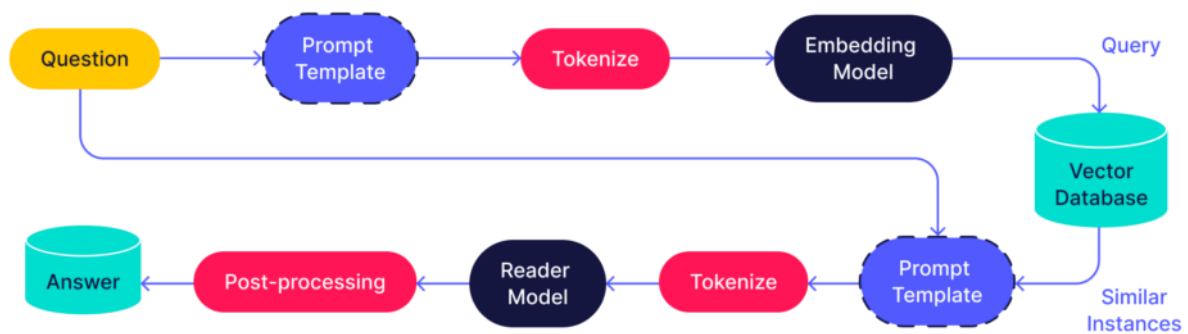 Question
Prompt
Template
Tokenize
Embedding
Model
Query
Vector
Database
Similar
Instances
Prompt
Template
Tokenize
Reader
Model
Post-processing
Answer